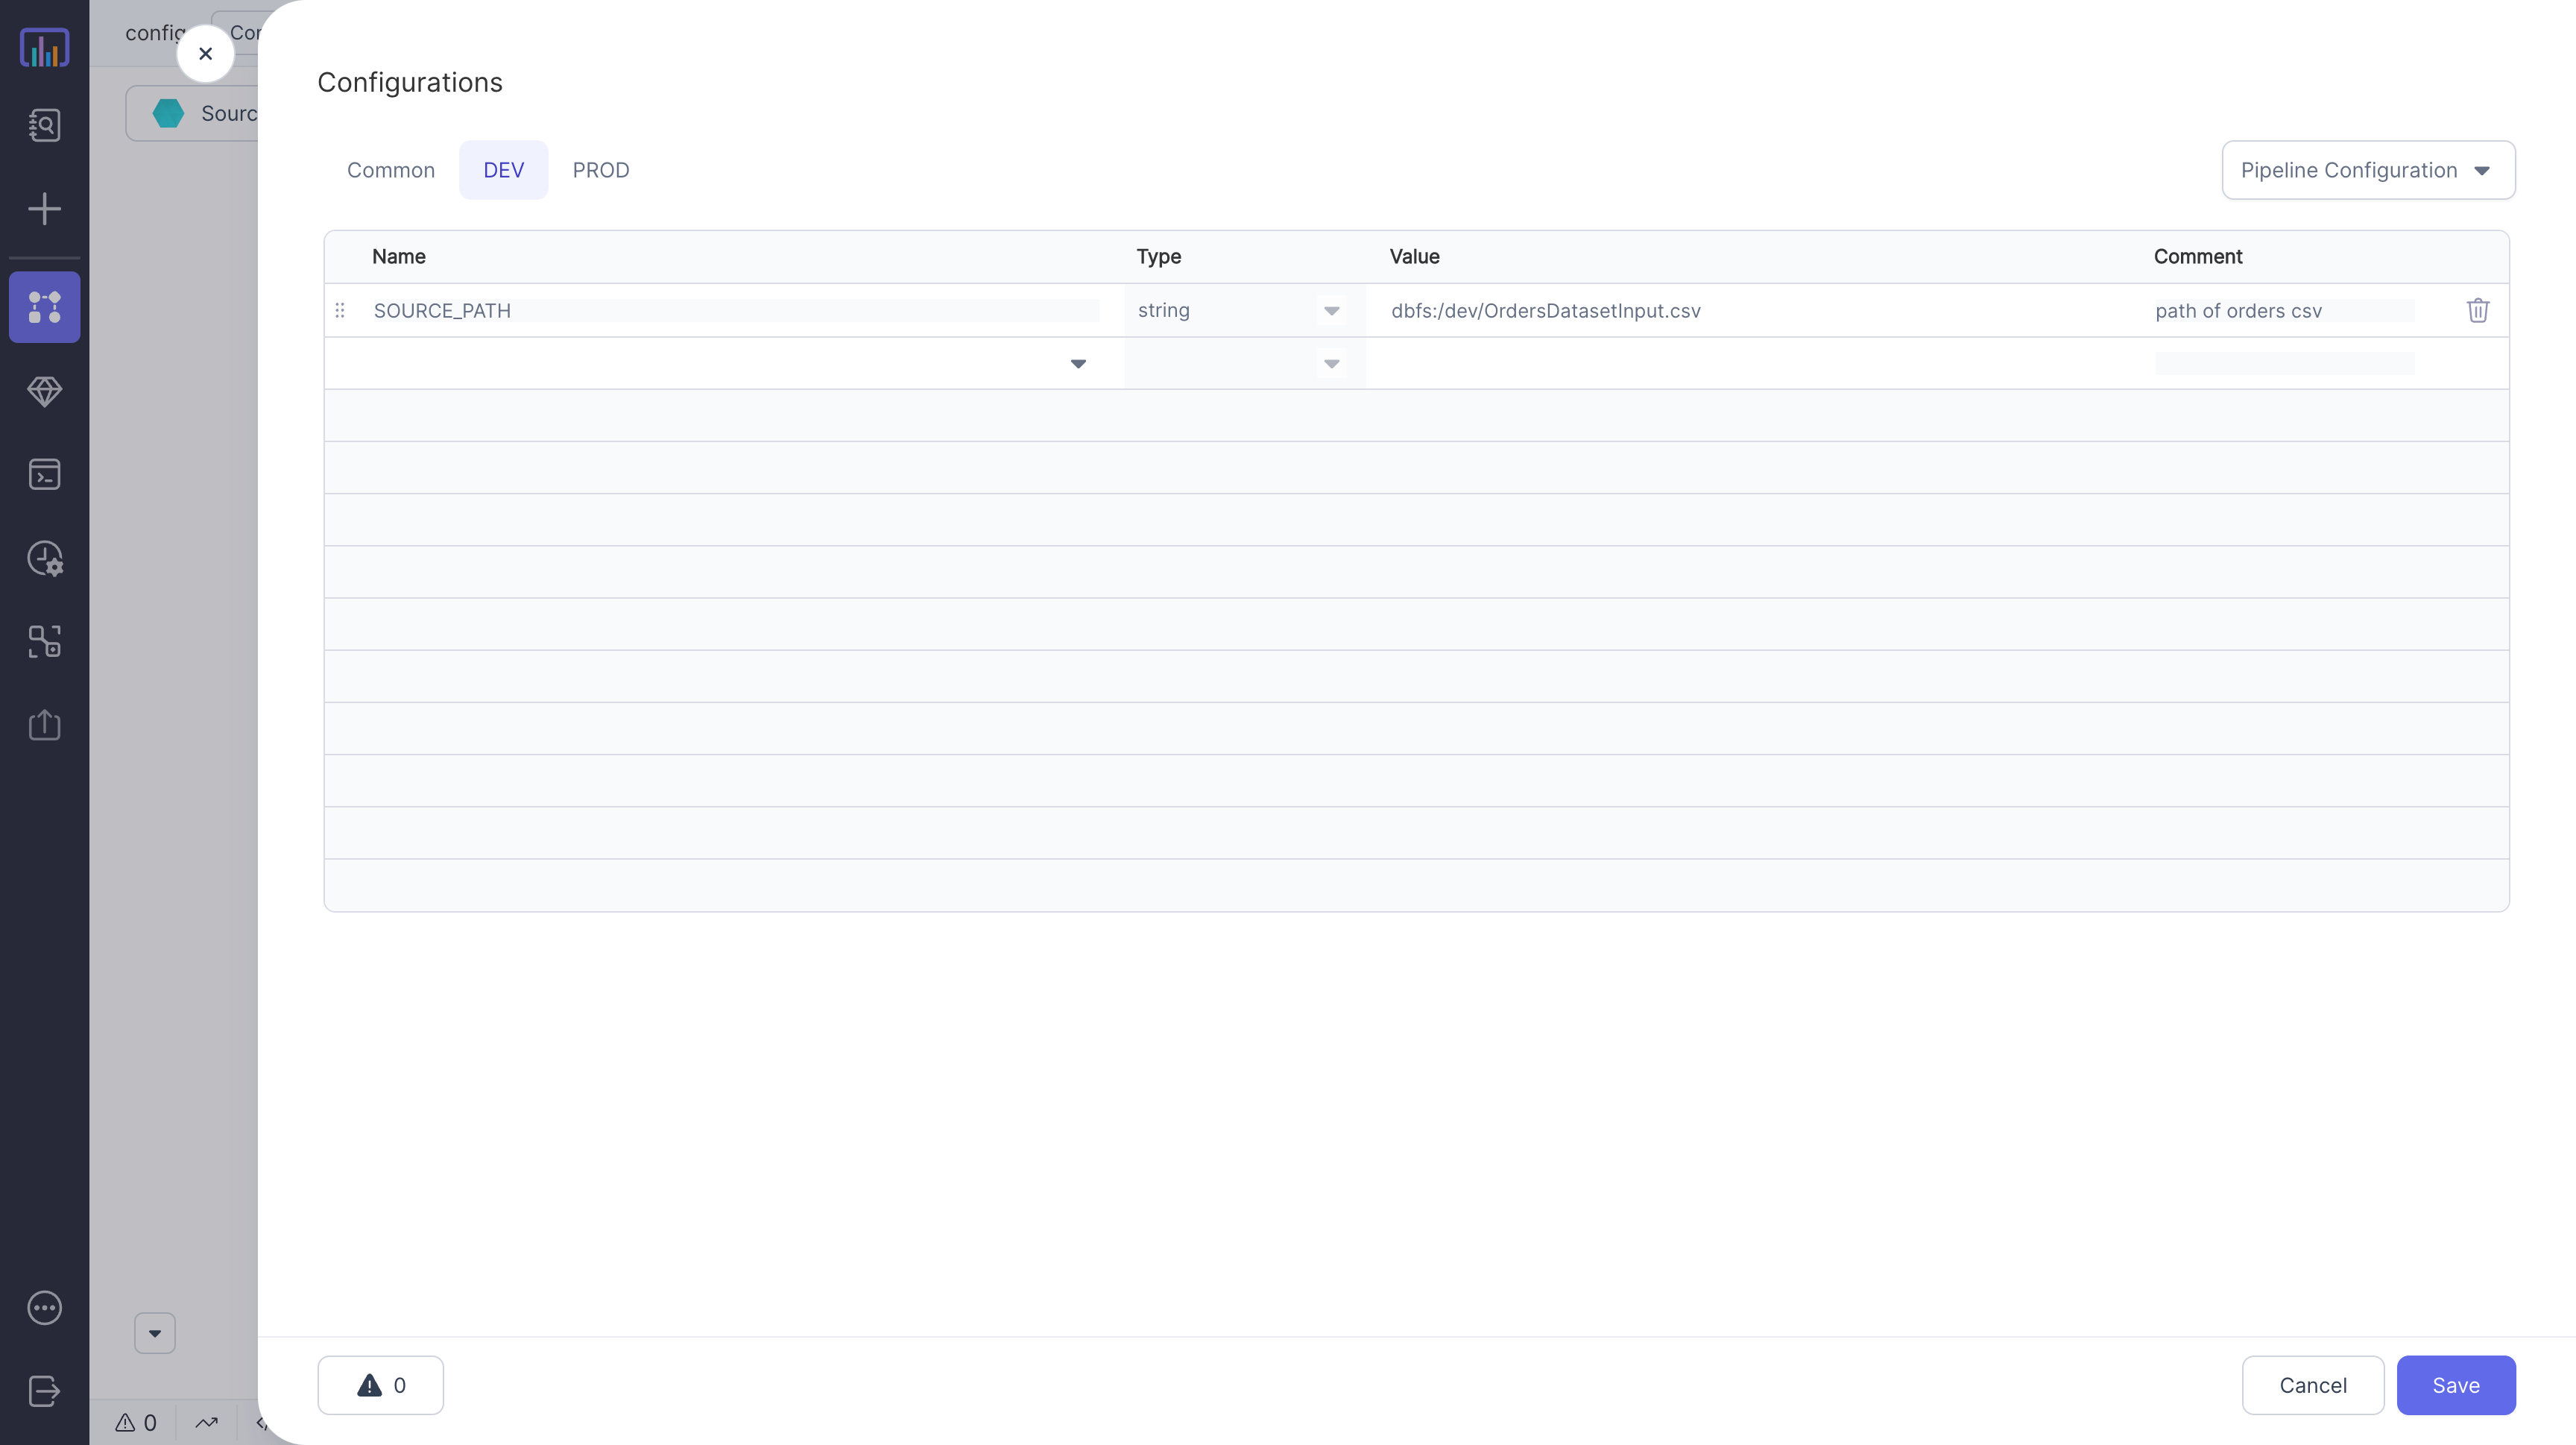 config
Con
Sourc
Configurations
Common
DEV
PROD
Pipeline Configuration
Name
Type
Value
Comment
SOURCE_PATH
string
dbfs:/dev/OrdersDatasetInput.csv
path of orders csv
0
Cancel
Save
0